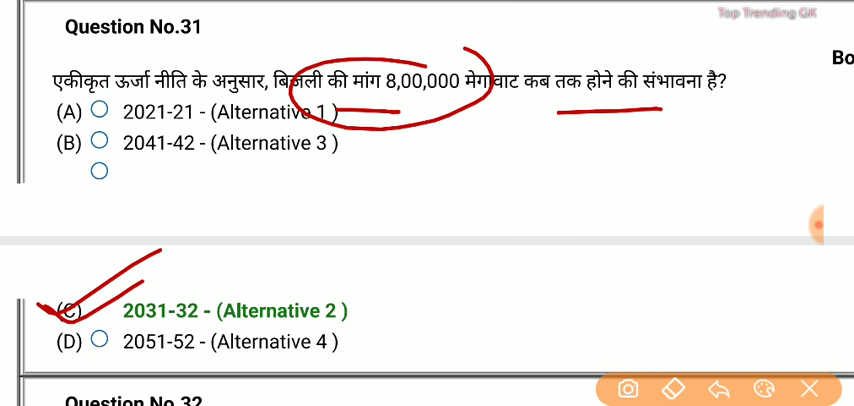 Top Trending GK
Question No.31
Bo
एकीकृत ऊर्जा नीति के अनुसार, बिजली की मांग 8,00,000 मेगावाट कब तक होने की संभावना है?
(A) 2021-21 - (Alternative 1 )
(B) 2041-42 - (Alternative 3 )
(C) 2031-32 - (Alternative 2 )
(D) 2051-52 - (Alternative 4 )
Question No.32